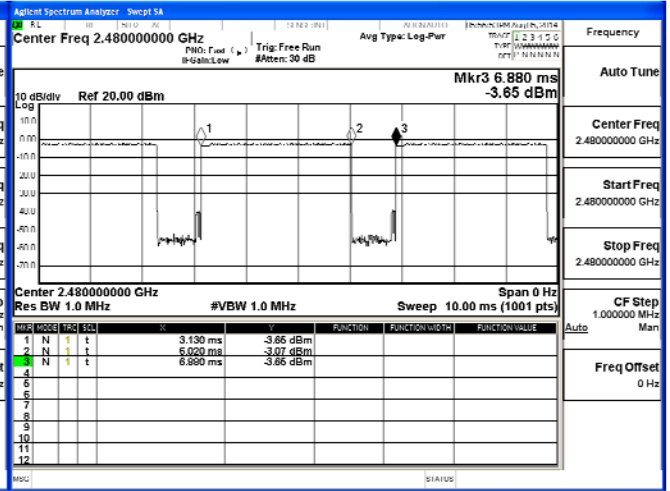 Agilent Spectrum Analyzer Swept SA
RL
Center Freq 2.480000000 GHz
PNO: Fast
IFGain:Low
Trig: Free Run
#Atten: 30 dB
Avg Type: Log-Pwr
TRACE 1 2 3 4 5 6
TYPE
DET P N N N N N
Frequency
Auto Tune
Mkr3 6.880 ms
-3.65 dBm
10 dB/div Ref 20.00 dBm
Log
10.0
0.00
-10.0
-20.0
-30.0
-40.0
-50.0
-60.0
-70.0
1
2
3
Center Freq
2.480000000 GHz
Start Freq
2.480000000 GHz
Stop Freq
2.480000000 GHz
Center 2.480000000 GHz
Span 0 Hz
Res BW 1.0 MHz
#VBW 1.0 MHz
Sweep 10.00 ms (1001 pts)
CF Step
1.000000 MHz
Auto Man
Freq Offset
0 Hz
MKR MODE TRC SCL X Y FUNCTION FUNCTION WIDTH FUNCTION VALUE
1 N 1 t 3.130 ms -3.65 dBm
2 N 1 t 6.020 ms -3.07 dBm
3 N 1 t 6.880 ms -3.65 dBm
4
5
6
7
8
9
10
11
12
MSG
STATUS